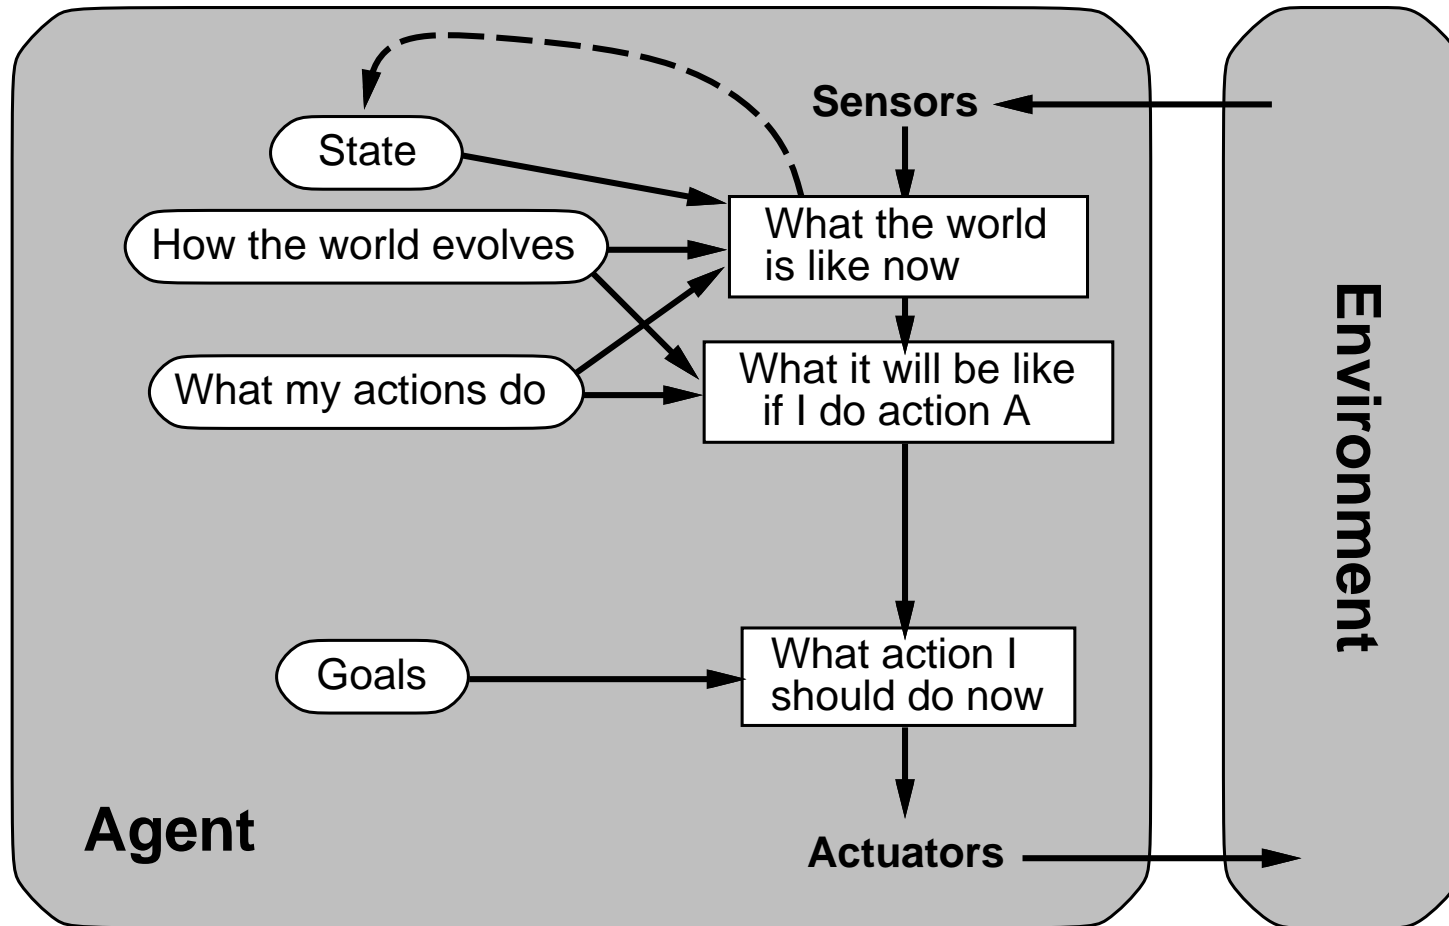 Sensors
State
What the world
is like now
How the world evolves
What it will be like
if I do action A
What my actions do
What action I
should do now
Goals
Agent
Actuators
Environment